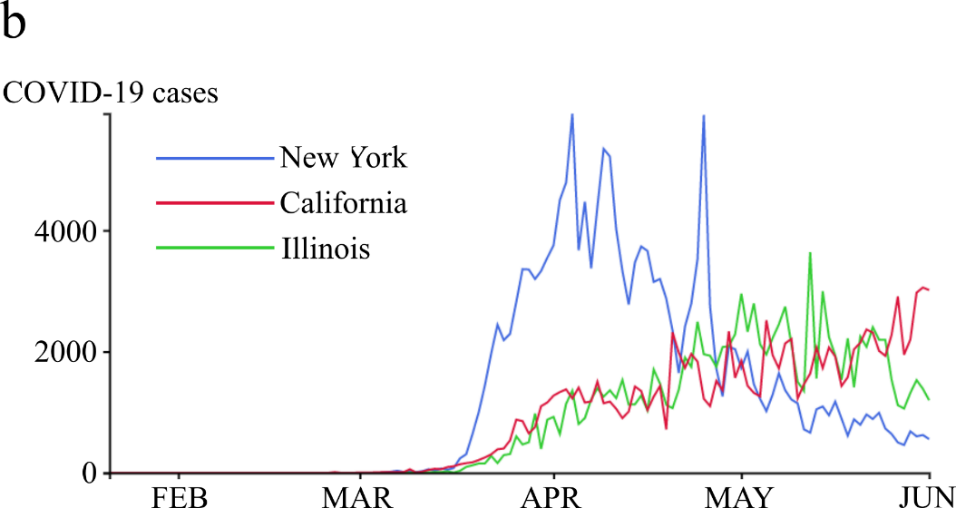 b
COVID-19 cases
New York
California
Illinois
4000
2000
0
FEB MAR APR MAY JUN